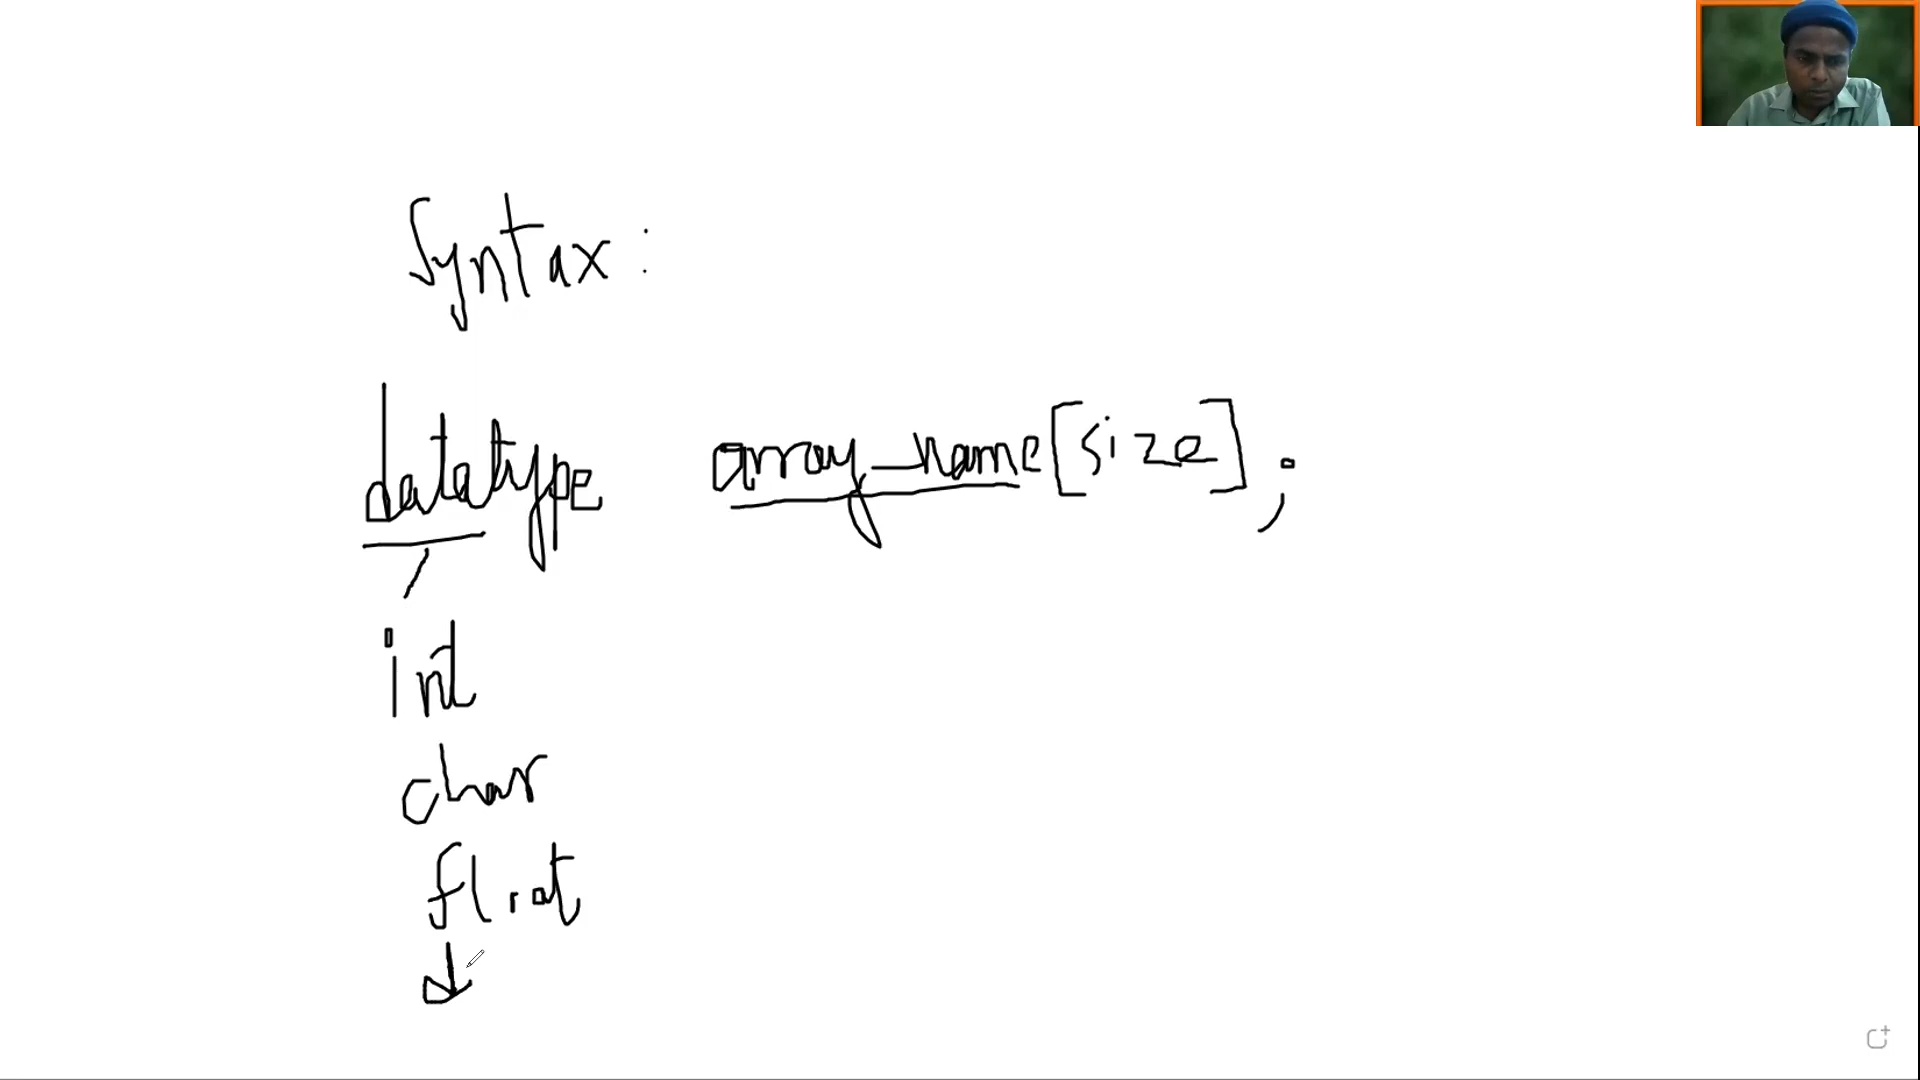 Syntax :
datatype array_name[size];
int
char
float
d